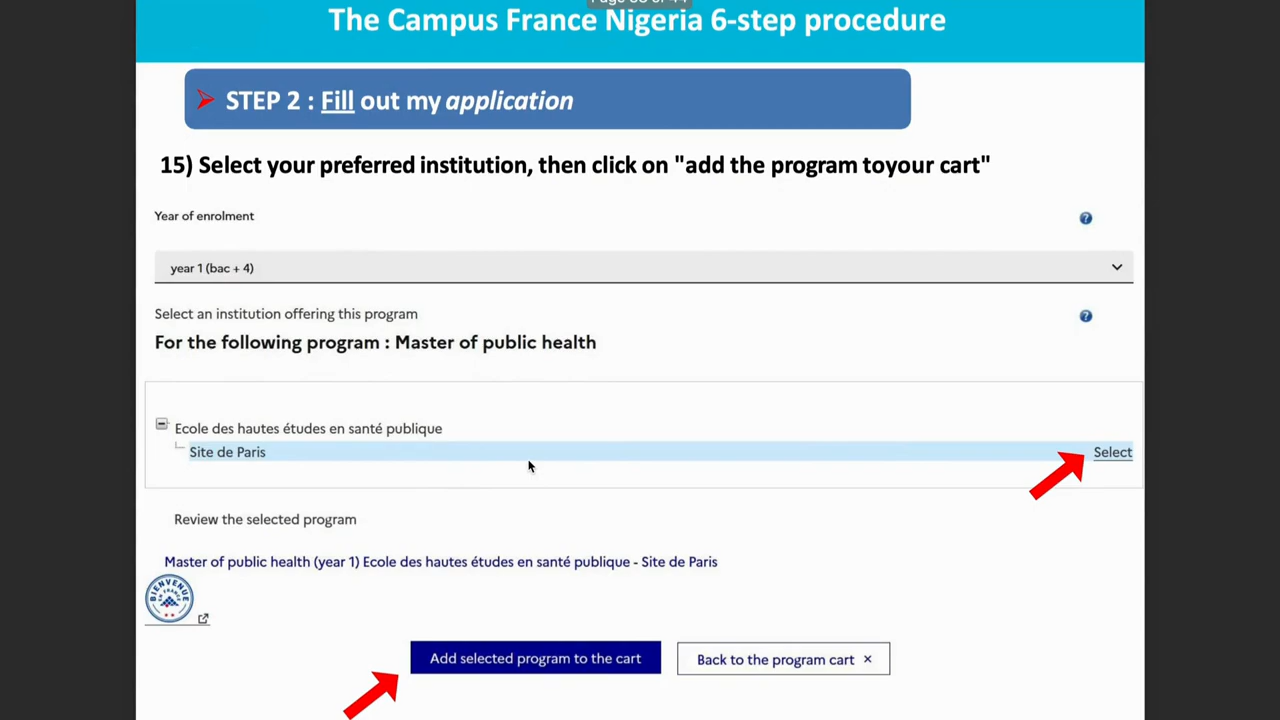 The Campus France Nigeria 6-step procedure
STEP 2 : Fill out my application
15) Select your preferred institution, then click on "add the program toyour cart"
Year of enrolment
year 1 (bac + 4)
Select an institution offering this program
For the following program : Master of public health
Ecole des hautes études en santé publique
Site de Paris
Select
Review the selected program
Master of public health (year 1) Ecole des hautes études en santé publique - Site de Paris
BIENVENUE
EN FRANCE
Add selected program to the cart
Back to the program cart ×